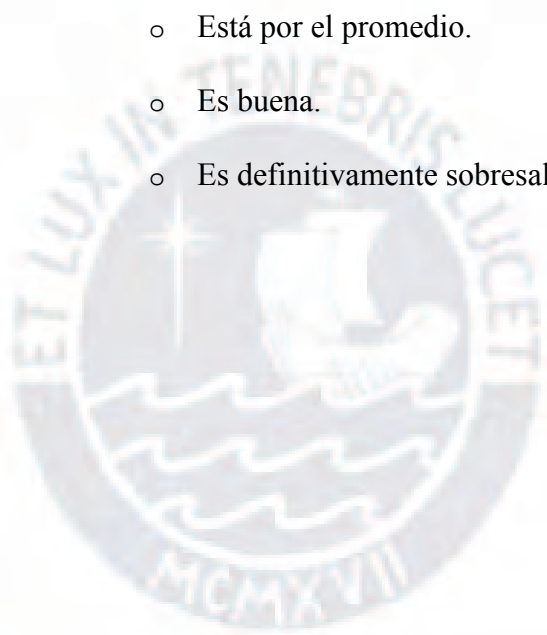 o Está por el promedio.
o Es buena.
o Es definitivamente sobresal
ET LUX IN TENEBRIS LUCET
MCMXVII